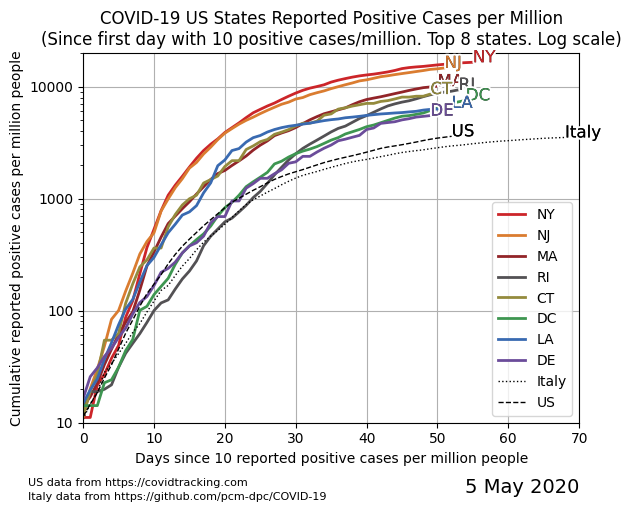 COVID-19 US States Reported Positive Cases per Million
(Since first day with 10 positive cases/million. Top 8 states. Log scale)
Cumulative reported positive cases per million people
10000
1000
100
10
NY
NJ
MA
RI
CT
DC
LA
DE
US
Italy
NY
NJ
MA
RI
CT
DC
LA
DE
Italy
US
0 10 20 30 40 50 60 70
Days since 10 reported positive cases per million people
US data from https://covidtracking.com
Italy data from https://github.com/pcm-dpc/COVID-19
5 May 2020